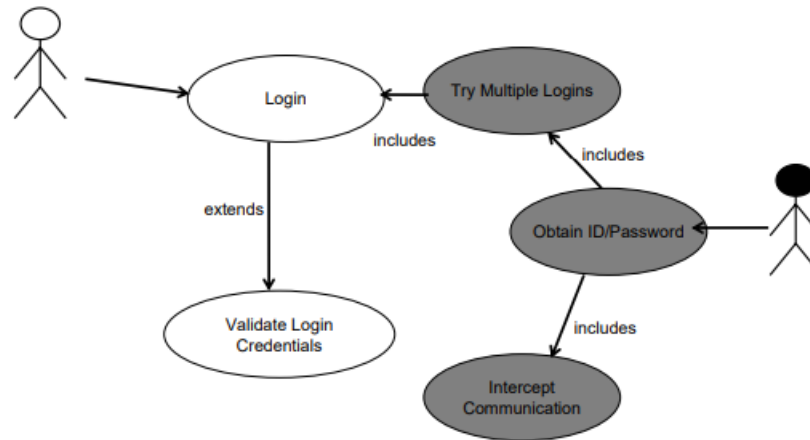 Login
Try Multiple Logins
includes
includes
extends
Obtain ID/Password
Validate Login
Credentials
includes
Intercept
Communication